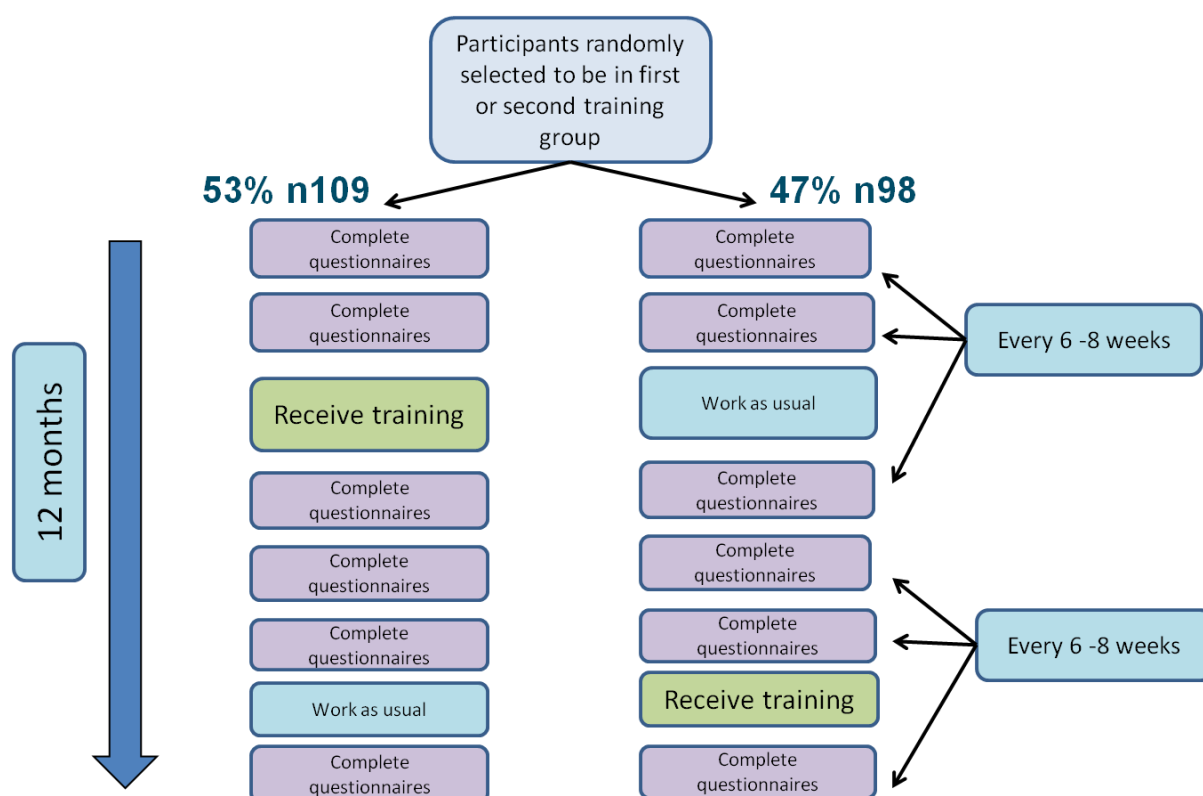 Participants randomly
selected to be in first
or second training
group
53% n109
47% n98
12 months
Complete
questionnaires
Complete
questionnaires
Receive training
Complete
questionnaires
Complete
questionnaires
Complete
questionnaires
Work as usual
Complete
questionnaires
Complete
questionnaires
Complete
questionnaires
Work as usual
Complete
questionnaires
Complete
questionnaires
Complete
questionnaires
Receive training
Complete
questionnaires
Every 6 -8 weeks
Every 6 -8 weeks